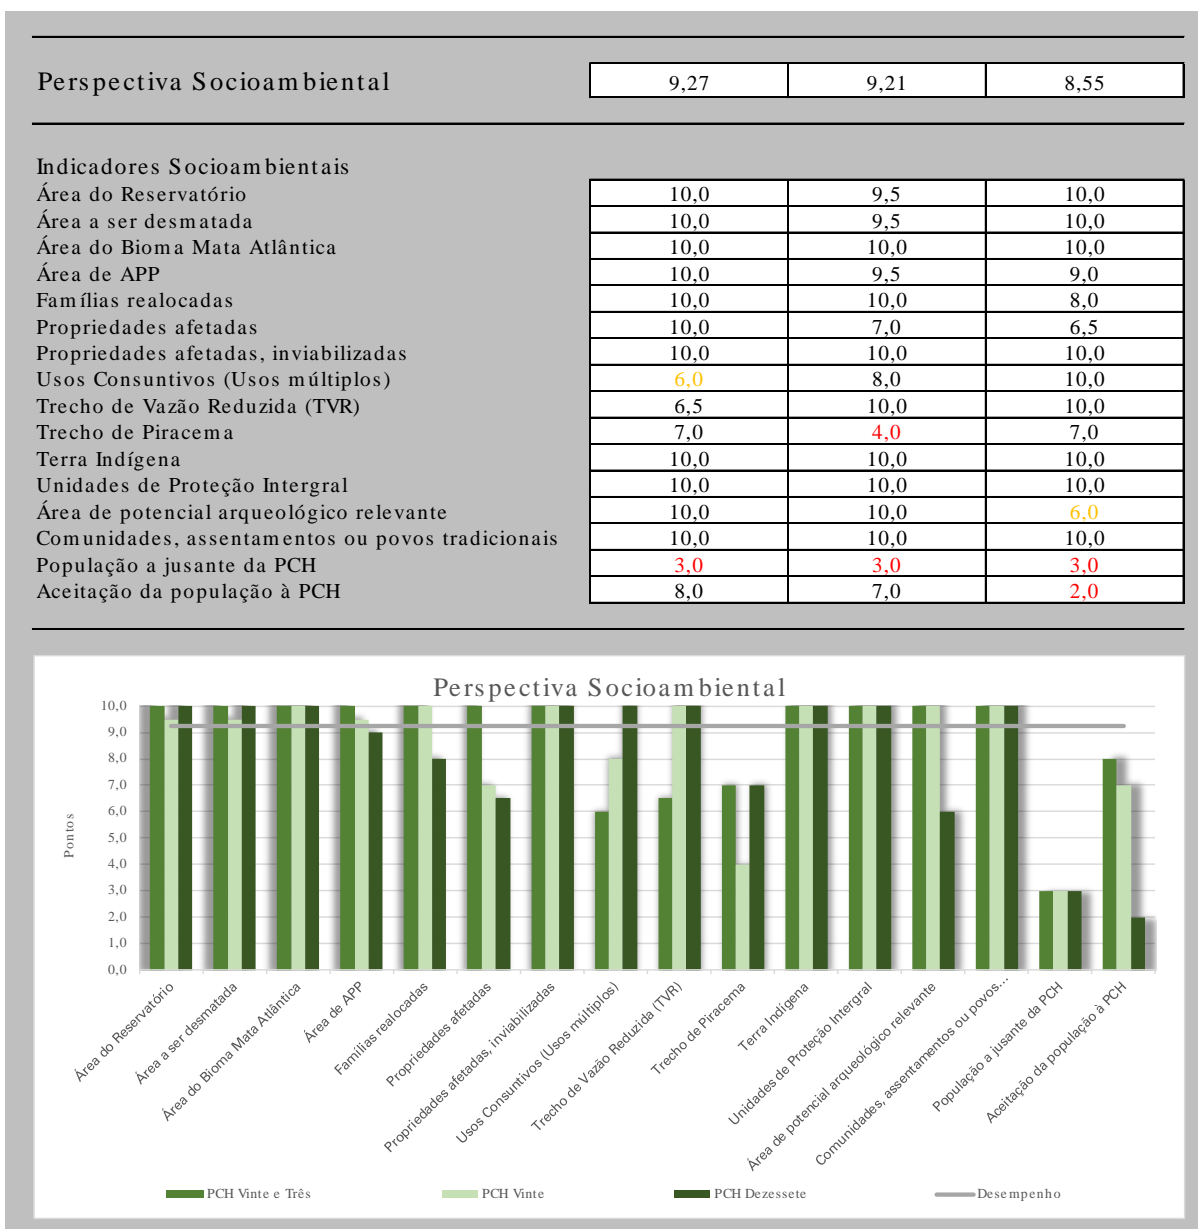 Perspectiva Socioambiental 9,27 9,21 8,55
Indicadores Socioambientais
Área do Reservatório 10,0 9,5 10,0
Área a ser desmatada 10,0 9,5 10,0
Área do Bioma Mata Atlântica 10,0 10,0 10,0
Área de APP 10,0 9,5 9,0
Famílias realocadas 10,0 10,0 8,0
Propriedades afetadas 10,0 7,0 6,5
Propriedades afetadas, inviabilizadas 10,0 10,0 10,0
Usos Consuntivos (Usos múltiplos) 6,0 8,0 10,0
Trecho de Vazão Reduzida (TVR) 6,5 10,0 10,0
Trecho de Piracema 7,0 4,0 7,0
Terra Indígena 10,0 10,0 10,0
Unidades de Proteção Intergral 10,0 10,0 10,0
Área de potencial arqueológico relevante 10,0 10,0 6,0
Comunidades, assentamentos ou povos tradicionais 10,0 10,0 10,0
População a jusante da PCH 3,0 3,0 3,0
Aceitação da população à PCH 8,0 7,0 2,0
Perspectiva Socioambiental
10,0
9,0
8,0
7,0
6,0
5,0
4,0
3,0
2,0
1,0
0,0
Pontos
Área do Reservatório
Área a ser desmatada
Área do Bioma Mata Atlântica
Área de APP
Famílias realocadas
Propriedades afetadas
Propriedades afetadas, inviabilizadas
Usos Consuntivos (Usos múltiplos)
Trecho de Vazão Reduzida (TVR)
Trecho de Piracema
Terra Indígena
Unidades de Proteção Intergral
Área de potencial arqueológico relevante
Comunidades, assentamentos ou povos...
População a jusante da PCH
Aceitação da população à PCH
PCH Vinte e Três PCH Vinte PCH Dezessete Desempenho